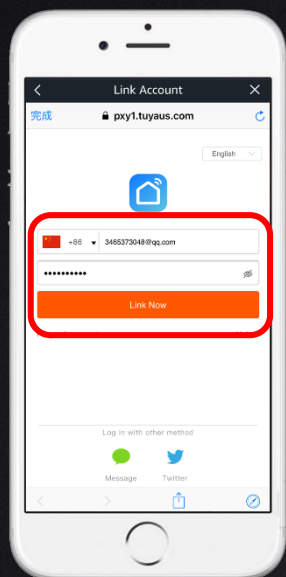 Link Account
完成
pxy1.tuyaus.com
English
+86
3465373048@qq.com
••••••••••
Link Now
Log in with other method
Message
Twitter